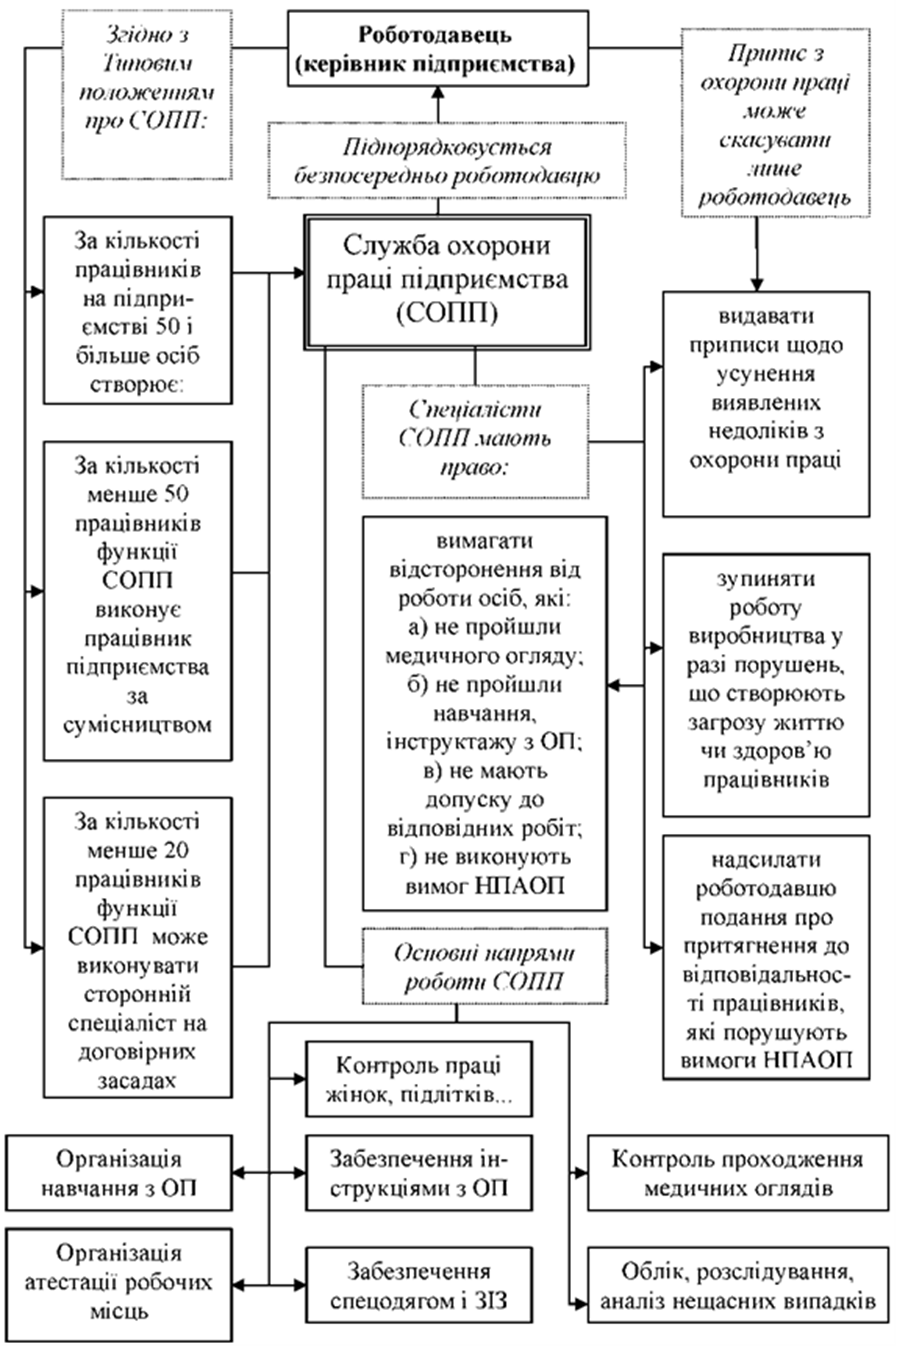 Згідно з
Типовим
положенням
про СОПП:
Роботодавець
(керівник підприємства)
Припис з
охорони праці
може
скасувати
лише
роботодавець
Підпорядковується
безпосередньо роботодавцю
За кількості
працівників
на підпри-
ємстві 50 і
більше осіб
створює:
Служба охорони
праці підприємства
(СОПП)
видавати
приписи щодо
усунення
виявлених
недоліків з
охорони праці
Спеціалісти
СОПП мають
право:
За кількості
менше 50
працівників
функції
СОПП
виконує
працівник
підприємства
за
сумісництвом
вимагати
відсторонення від
роботи осіб, які:
а) не пройшли
медичного огляду;
б) не пройшли
навчання,
інструктажу з ОП;
в) не мають
допуску до
відповідних робіт;
г) не виконують
вимог НПАОП
зупиняти
роботу
виробництва у
разі порушень,
що створюють
загрозу життю
чи здоров’ю
працівників
За кількості
менше 20
працівників
функції
СОПП може
виконувати
сторонній
спеціаліст на
договірних
засадах
надсилати
роботодавцю
подання про
притягнення до
відповідальнос-
ті працівників,
які порушують
вимоги НПАОП
Основні напрями
роботи СОПП
Контроль праці
жінок, підлітків...
Організація
навчання з ОП
Забезпечення ін-
струкціями з ОП
Контроль проходження
медичних оглядів
Організація
атестації робочих
місць
Забезпечення
спецодягом і ЗІЗ
Облік, розслідування,
аналіз нещасних випадків